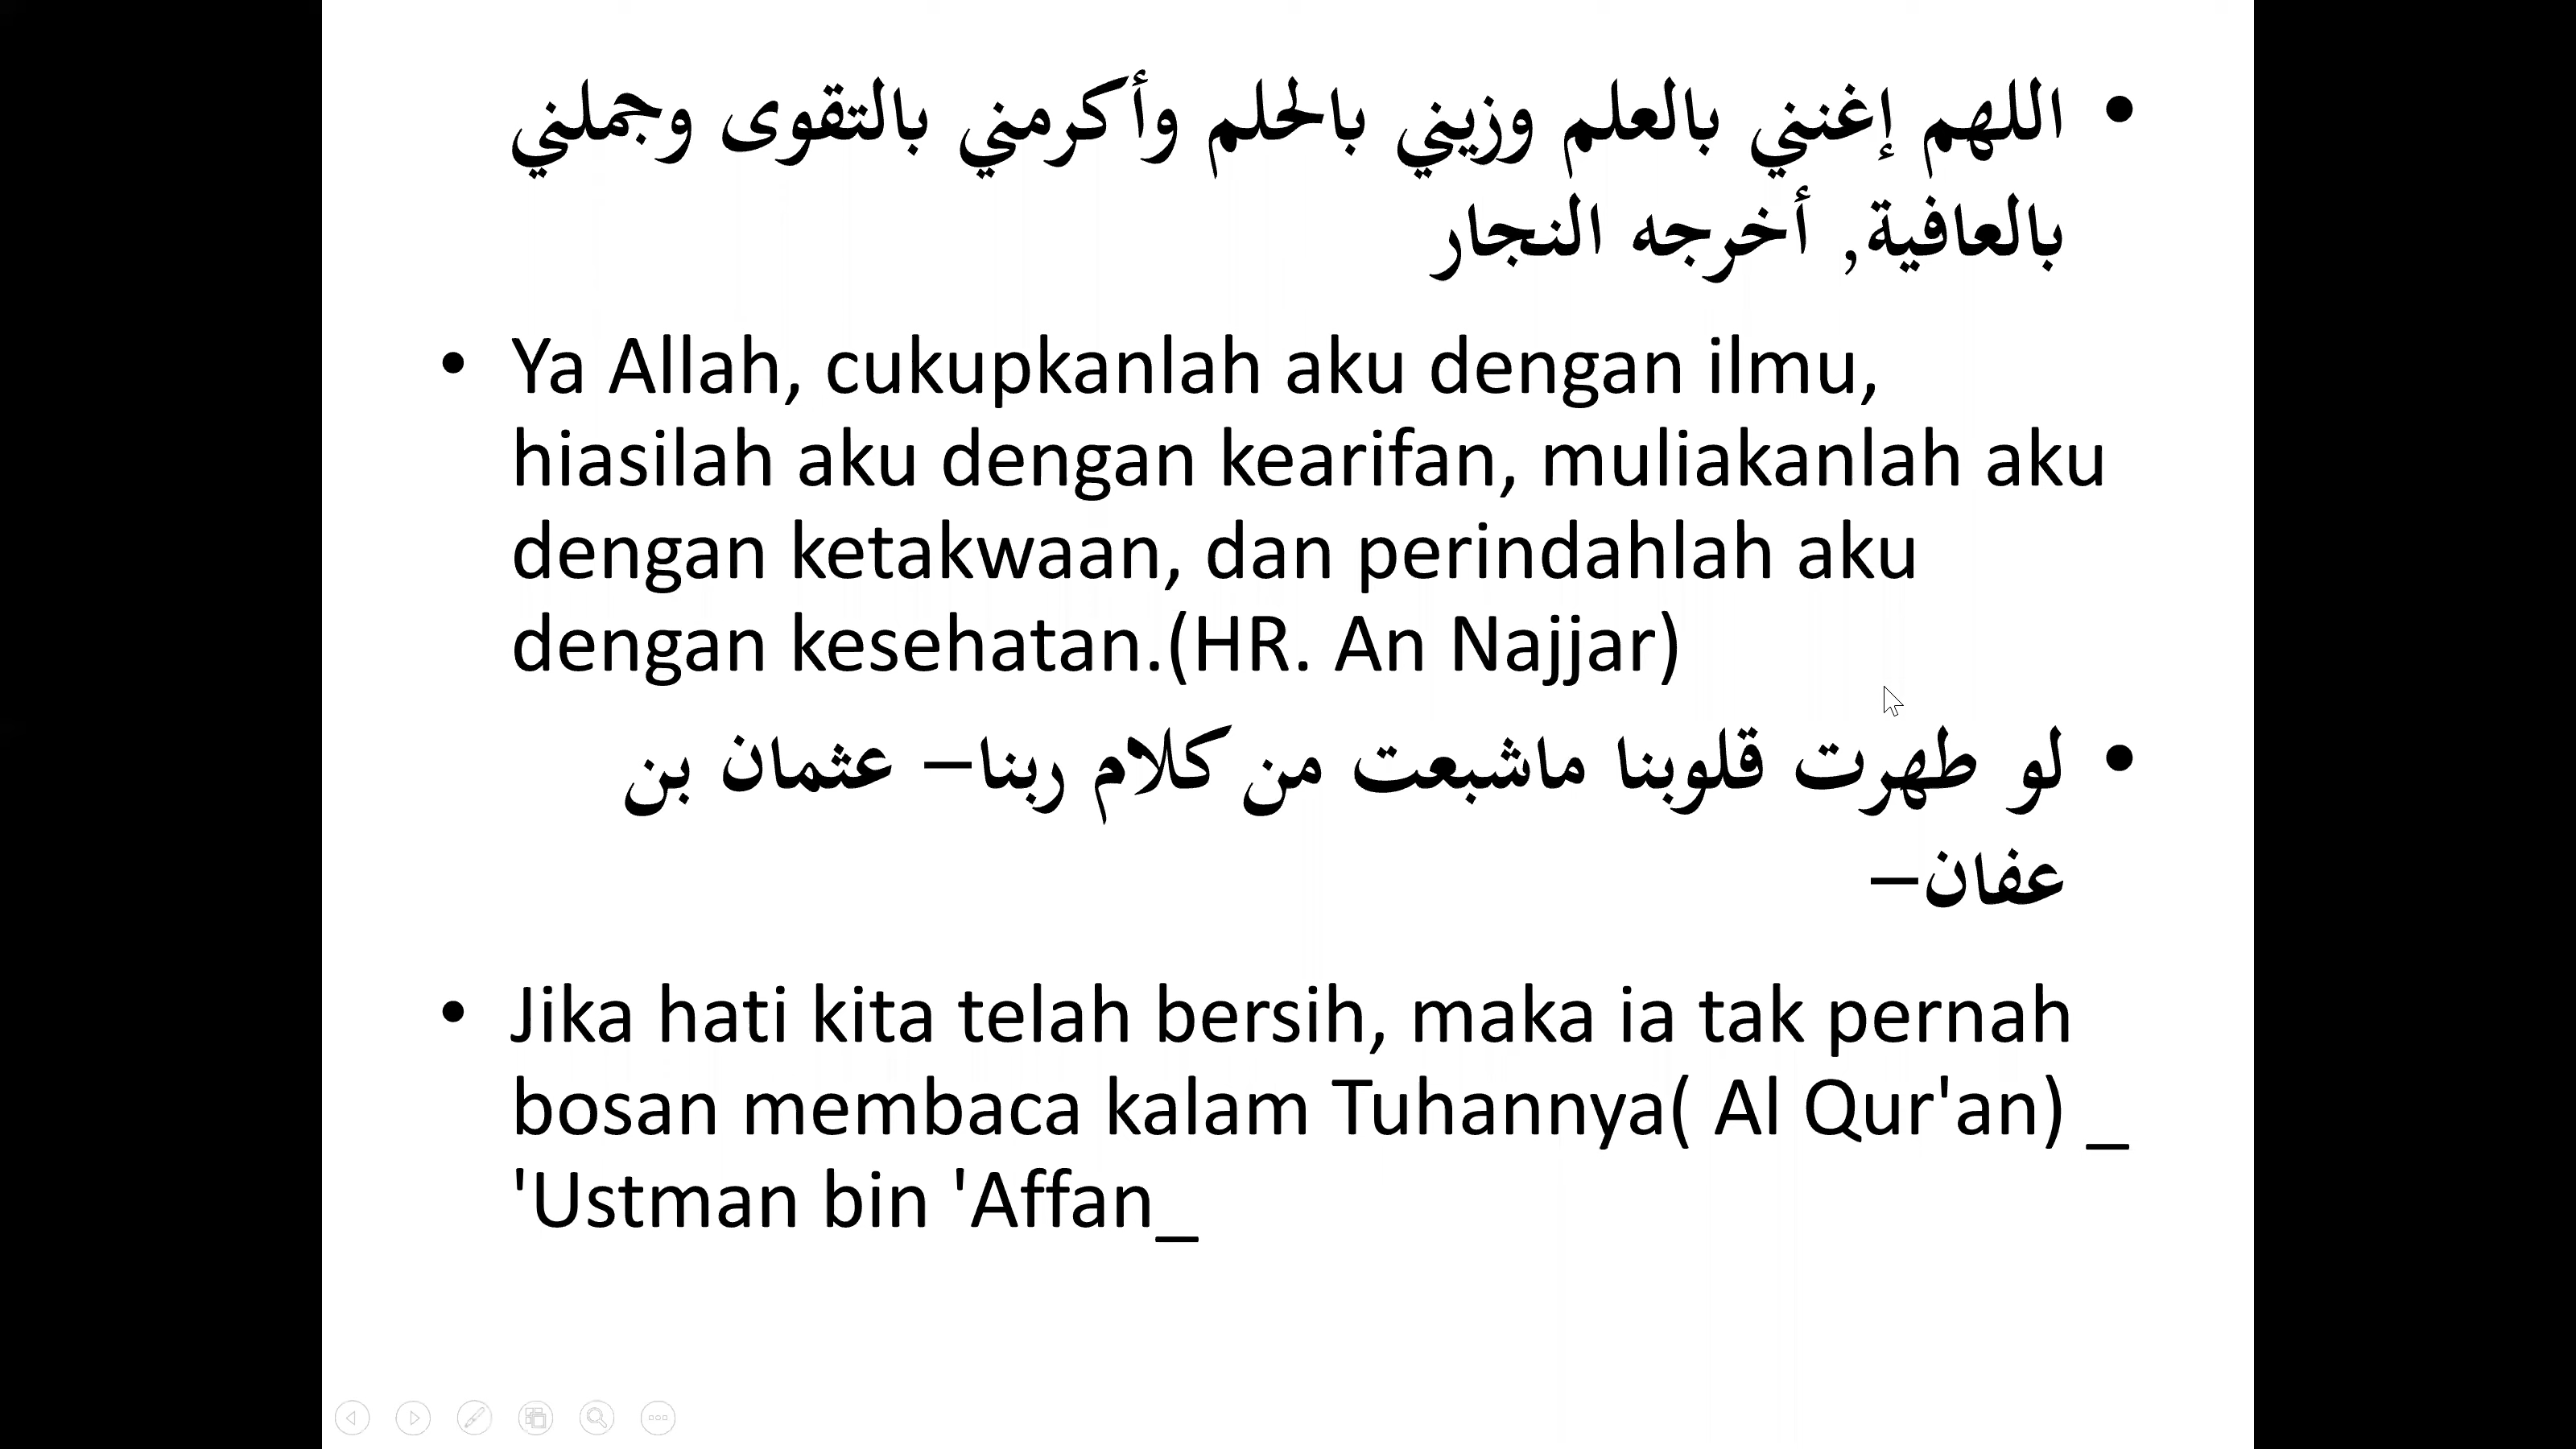 • اللهم إغنني بالعلم وزيني بالحلم وأكرمني بالتقوى وجملني
بالعافية, أخرجه النجار
• Ya Allah, cukupkanlah aku dengan ilmu,
hiasilah aku dengan kearifan, muliakanlah aku
dengan ketakwaan, dan perindahlah aku
dengan kesehatan.(HR. An Najjar)
• لو طهرت قلوبنا ماشبعت من كلام ربنا– عثمان بن
عفان–
• Jika hati kita telah bersih, maka ia tak pernah
bosan membaca kalam Tuhannya( Al Qur'an) _
'Ustman bin 'Affan_